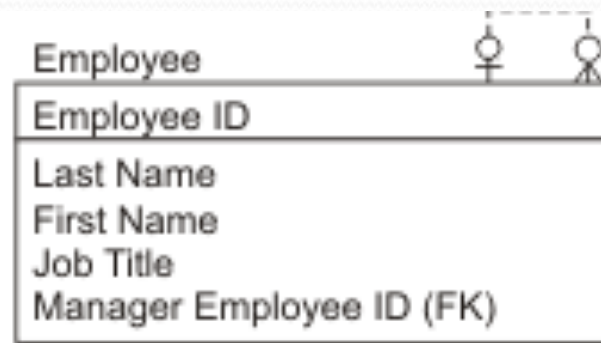 Employee
Employee ID
Last Name
First Name
Job Title
Manager Employee ID (FK)